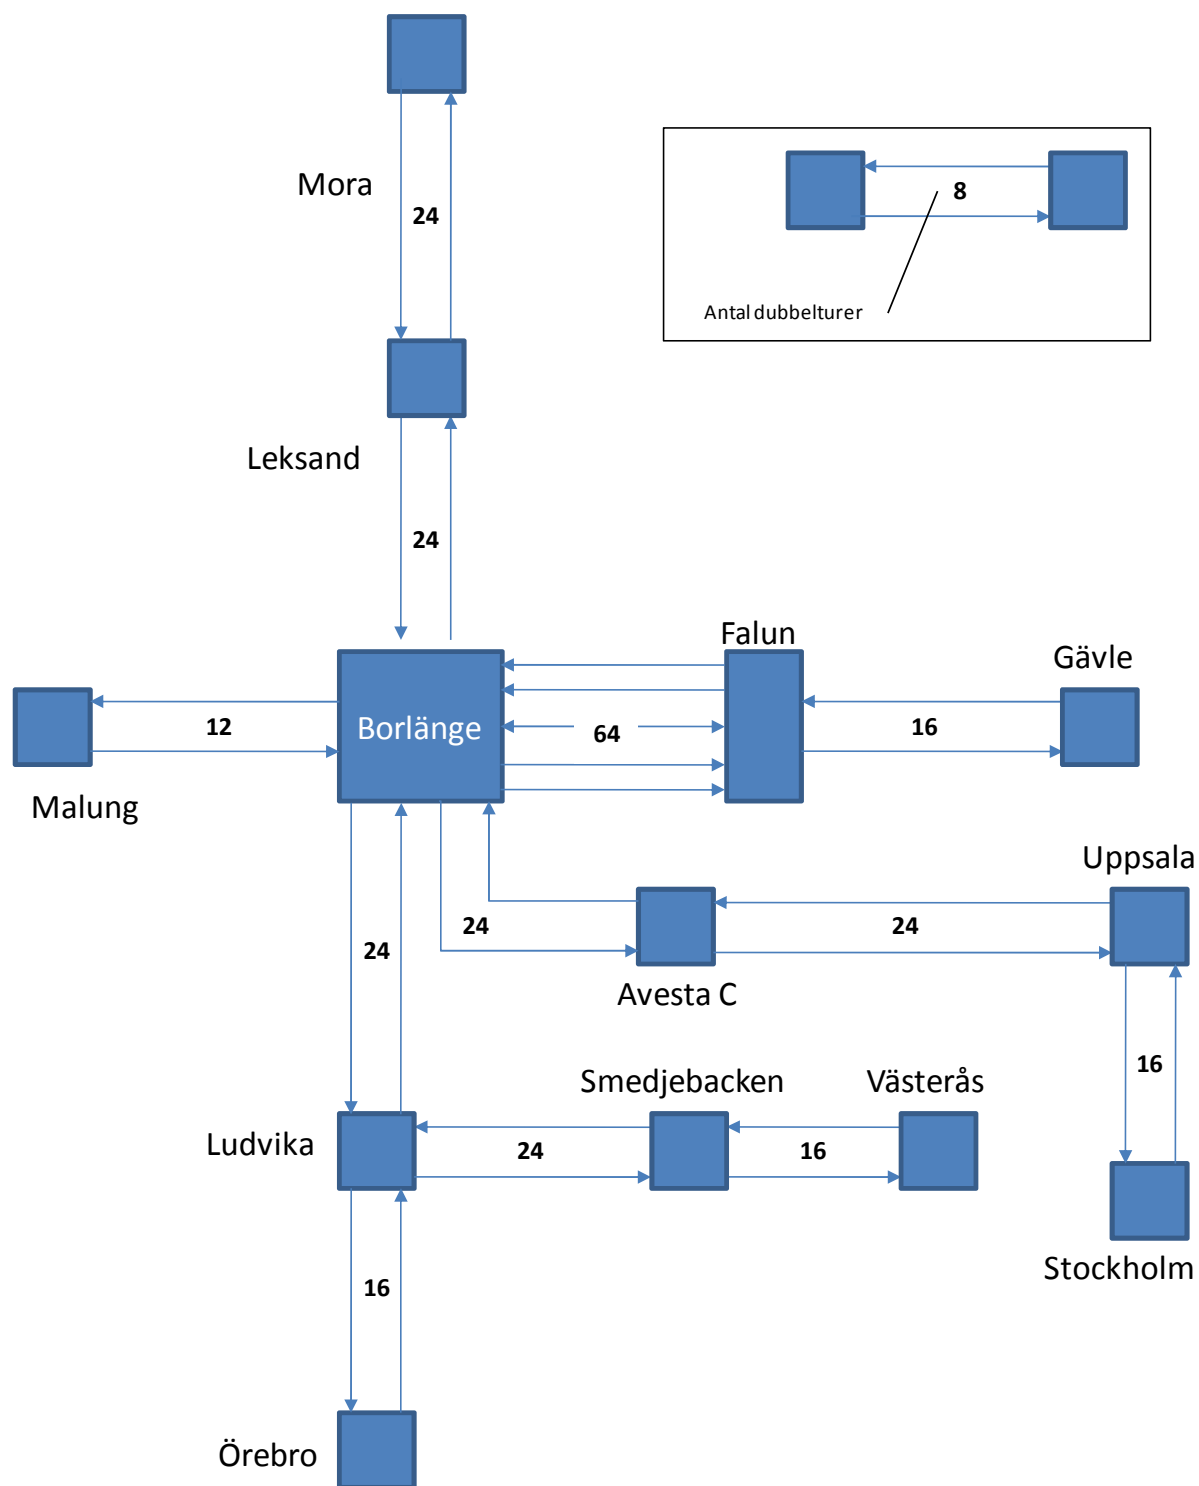 Mora
24
8
Antal dubbelturer
Leksand
24
Falun
Gävle
12
Borlänge
64
16
Malung
Uppsala
24
24
24
Avesta C
Smedjebacken
Västerås
16
Ludvika
24
16
Stockholm
16
Örebro